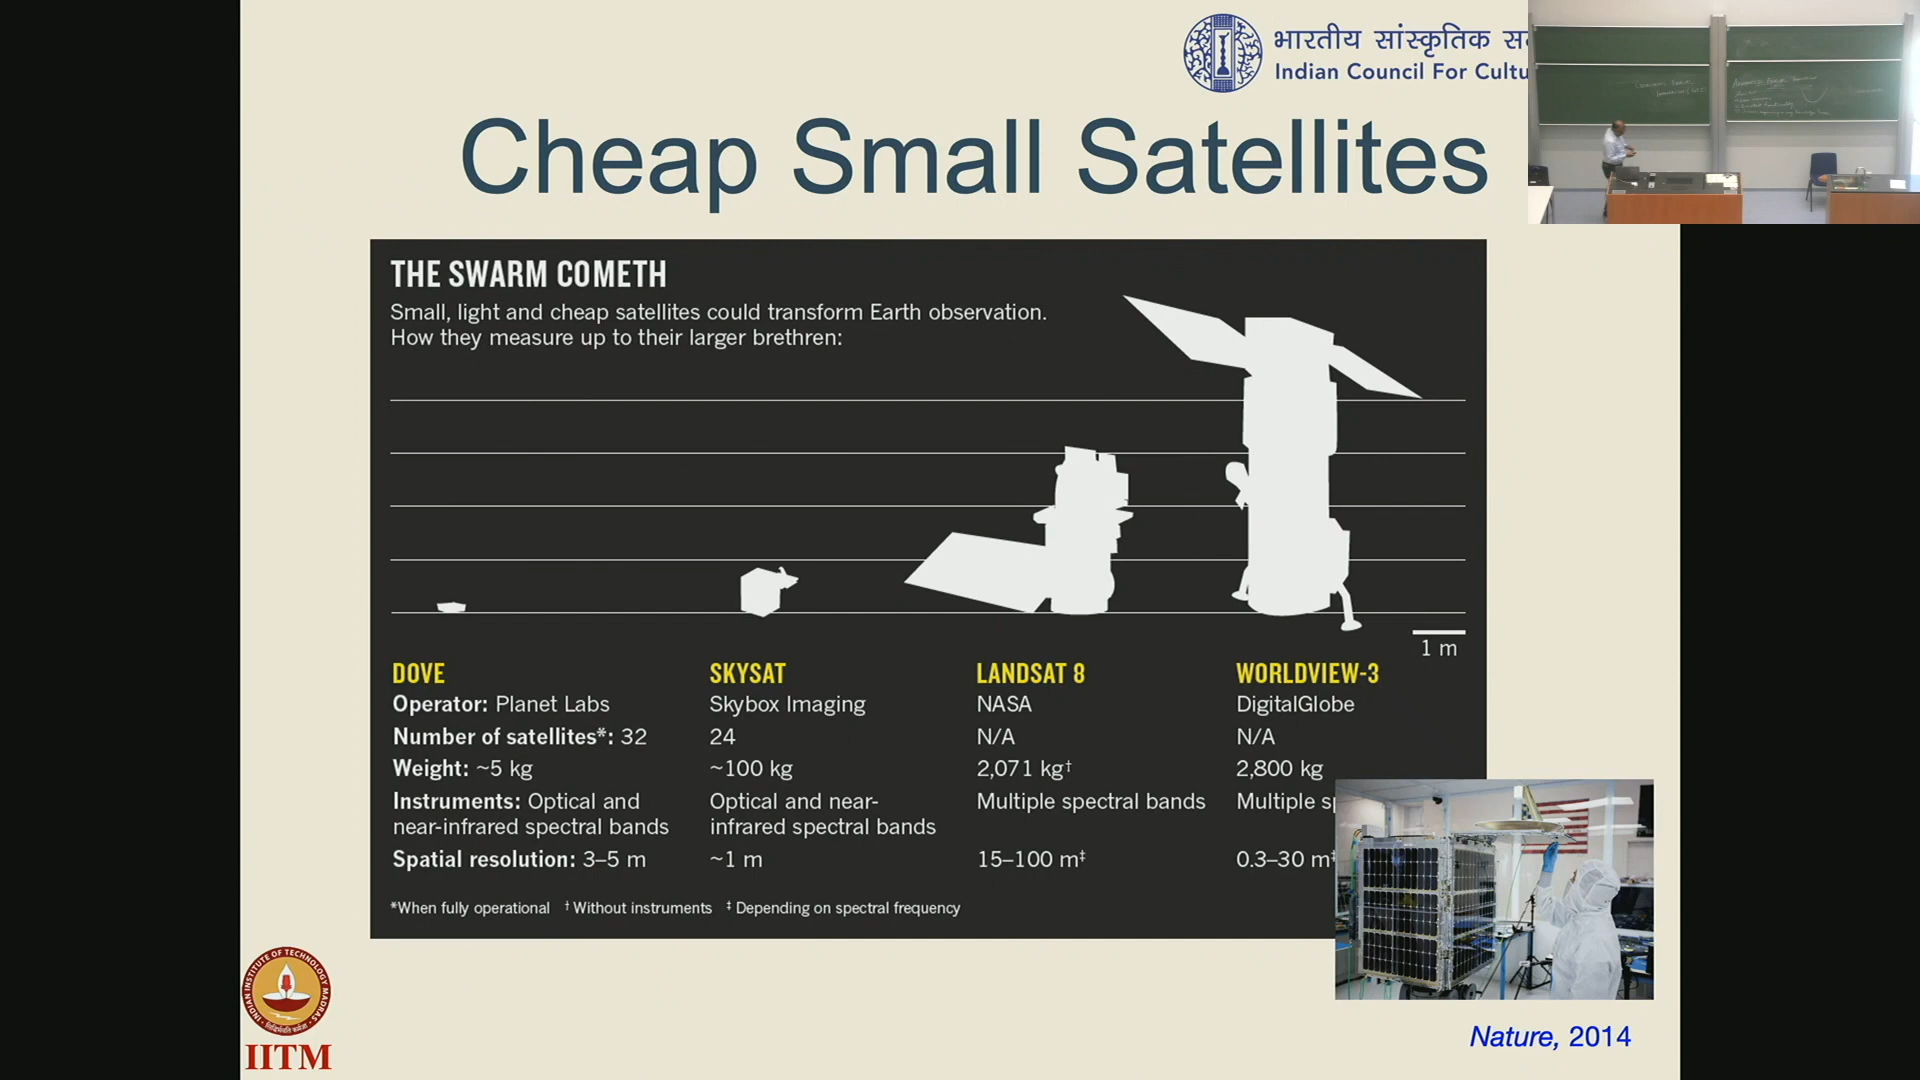 भारतीय सांस्कृतिक
Indian Council For
Cheap Small Satellites
THE SWARM COMETH
Small, light and cheap satellites could transform Earth observation.
How they measure up to their larger brethren:
1 m
DOVE
Operator: Planet Labs
Number of satellites*: 32
Weight: ~5 kg
Instruments: Optical and
near-infrared spectral bands
Spatial resolution: 3–5 m
SKYSAT
Skybox Imaging
24
~100 kg
Optical and near-
infrared spectral bands
~1 m
LANDSAT 8
NASA
N/A
2,071 kg†
Multiple spectral bands
15–100 m‡
WORLDVIEW-3
DigitalGlobe
N/A
2,800 kg
Multiple
0.3–30 m‡
*When fully operational † Without instruments ‡ Depending on spectral frequency
INDIAN INSTITUTE OF TECHNOLOGY MADRAS
IITM
Nature, 2014